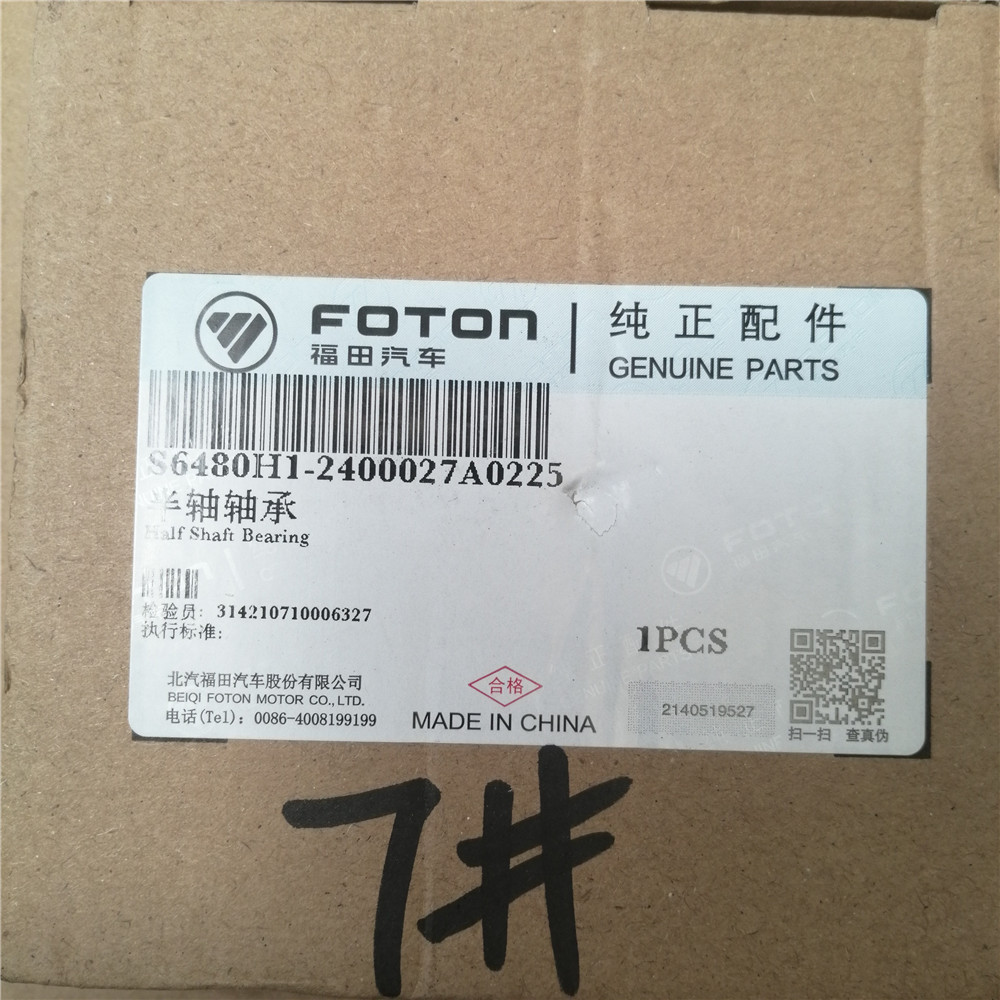 FOTON
福田汽车
纯正配件
GENUINE PARTS
S6480H1-2400027A0225
半轴轴承
Half Shaft Bearing
检验员: 314210710006327
执行标准:
1PCS
北汽福田汽车股份有限公司
BEIQI FOTON MOTOR CO.,LTD.
电话(Tel): 0086-4008199199
合格
MADE IN CHINA
2140519527
扫一扫 查真伪
7#